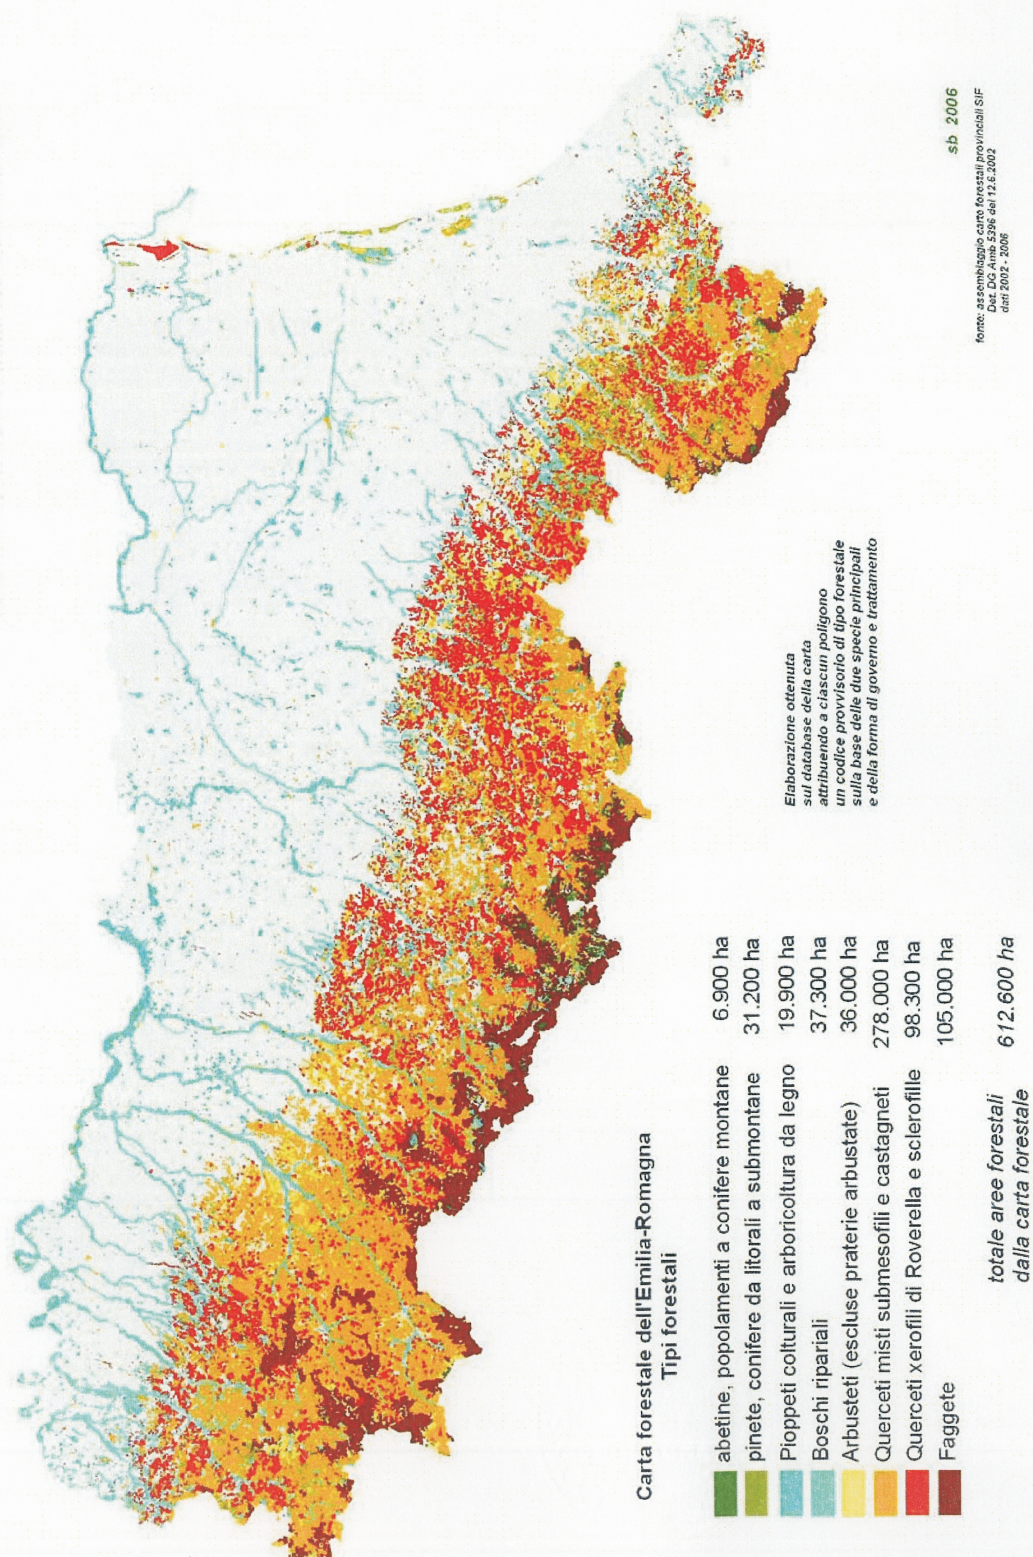 Carta forestale dell'Emilia-Romagna
Tipi forestali
abetine, popolamenti a conifere montane 6.900 ha
pinete, conifere da litorali a submontane 31.200 ha
Pioppeti colturali e arboricoltura da legno 19.900 ha
Boschi ripariali 37.300 ha
Arbusteti (escluse praterie arbustate) 36.000 ha
Querceti misti submesofili e castagneti 278.000 ha
Querceti xerofili di Roverella e sclerofille 98.300 ha
Faggete 105.000 ha
totale aree forestali 612.600 ha
dalla carta forestale
Elaborazione ottenuta
sul database della carta
attribuendo a ciascun poligono
un codice provvisorio di tipo forestale
sulla base delle due specie principali
e della forma di governo e trattamento
sb 2006
fonte: assemblaggio carte forestali provinciali SIF
Det. DG Amb 5396 del 12.6.2002
dati 2002 - 2006